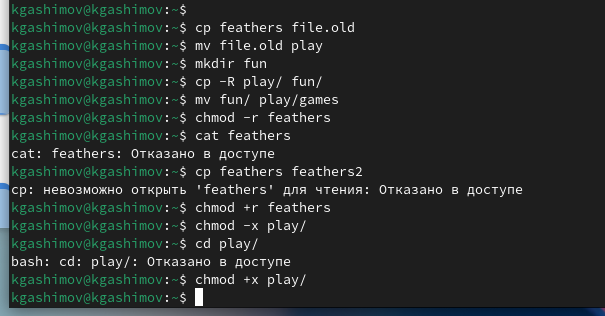 kgashimov@kgashimov:~$
kgashimov@kgashimov:~$ cp feathers file.old
kgashimov@kgashimov:~$ mv file.old play
kgashimov@kgashimov:~$ mkdir fun
kgashimov@kgashimov:~$ cp -R play/ fun/
kgashimov@kgashimov:~$ mv fun/ play/games
kgashimov@kgashimov:~$ chmod -r feathers
kgashimov@kgashimov:~$ cat feathers
cat: feathers: Отказано в доступе
kgashimov@kgashimov:~$ cp feathers feathers2
cp: невозможно открыть 'feathers' для чтения: Отказано в доступе
kgashimov@kgashimov:~$ chmod +r feathers
kgashimov@kgashimov:~$ chmod -x play/
kgashimov@kgashimov:~$ cd play/
bash: cd: play/: Отказано в доступе
kgashimov@kgashimov:~$ chmod +x play/
kgashimov@kgashimov:~$